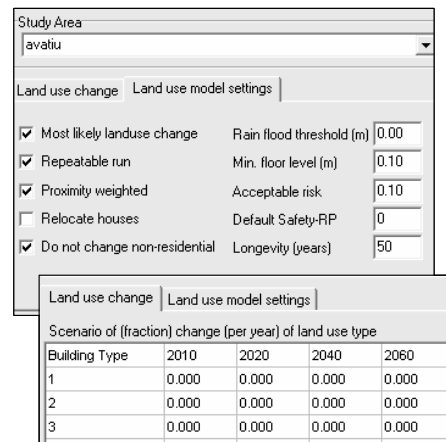 Study Area
avatiu
Land use change Land use model settings
Most likely landuse change Rain flood threshold (m) 0.00
Repeatable run Min. floor level (m) 0.10
Proximity weighted Acceptable risk 0.10
Relocate houses Default Safety-RP 0
Do not change non-residential Longevity (years) 50
Land use change Land use model settings
Scenario of (fraction) change (per year) of land use type
Building Type 2010 2020 2040 2060
1 0.000 0.000 0.000 0.000
2 0.000 0.000 0.000 0.000
3 0.000 0.000 0.000 0.000